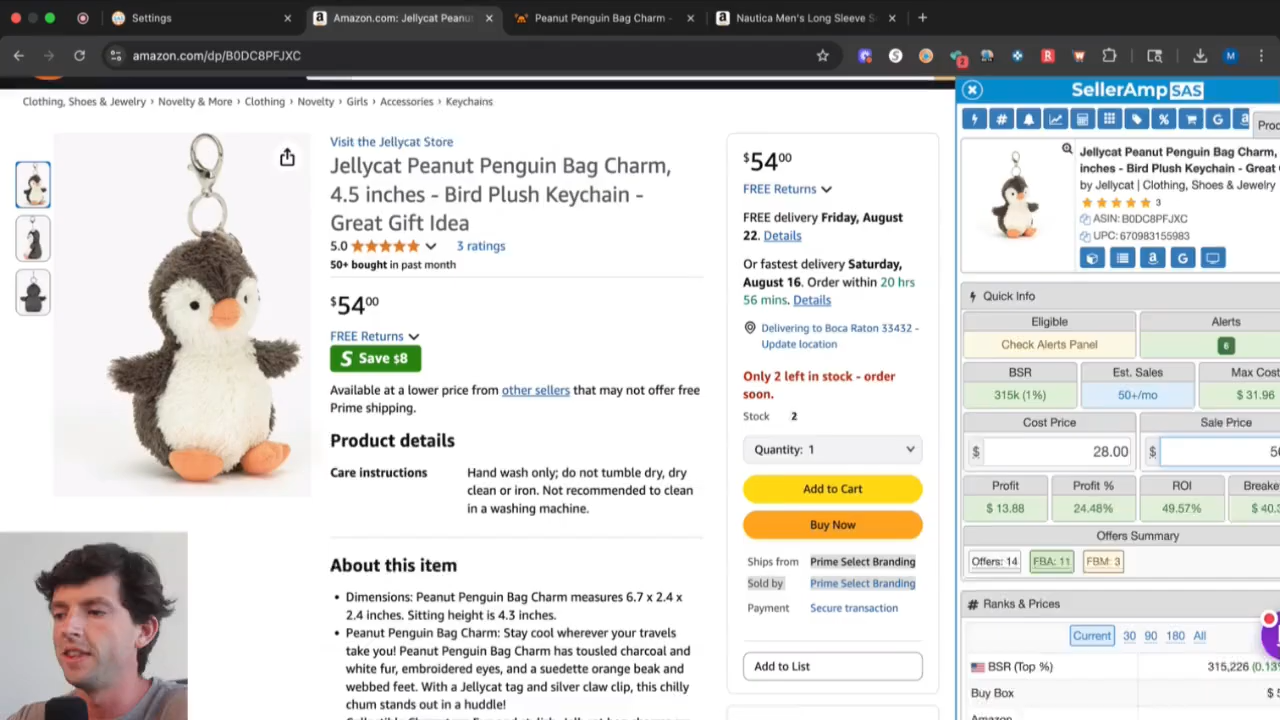 Settings
Amazon.com: Jellycat Peanut
Peanut Penguin Bag Charm -
Nautica Men's Long Sleeve S
amazon.com/dp/B0DC8PFJXC
2
R
M
Clothing, Shoes & Jewelry › Novelty & More › Clothing › Novelty › Girls › Accessories › Keychains
Visit the Jellycat Store
Jellycat Peanut Penguin Bag Charm,
4.5 inches - Bird Plush Keychain -
Great Gift Idea
5.0
3 ratings
50+ bought in past month
$5400
FREE Returns
S Save $8
Available at a lower price from other sellers that may not offer free
Prime shipping.
Product details
Care instructions
Hand wash only; do not tumble dry, dry
clean or iron. Not recommended to clean
in a washing machine.
About this item
• Dimensions: Peanut Penguin Bag Charm measures 6.7 x 2.4 x
2.4 inches. Sitting height is 4.3 inches.
• Peanut Penguin Bag Charm: Stay cool wherever your travels
take you! Peanut Penguin Bag Charm has tousled charcoal and
white fur, embroidered eyes, and a suedette orange beak and
webbed feet. With a Jellycat tag and silver claw clip, this chilly
chum stands out in a huddle!
$5400
FREE Returns
FREE delivery Friday, August
22. Details
Or fastest delivery Saturday,
August 16. Order within 20 hrs
56 mins. Details
Delivering to Boca Raton 33432 -
Update location
Only 2 left in stock - order
soon.
Stock 2
Quantity: 1
Add to Cart
Buy Now
Ships from Prime Select Branding
Sold by Prime Select Branding
Payment Secure transaction
Add to List
SellerAmp SAS
Jellycat Peanut Penguin Bag Charm,
inches - Bird Plush Keychain - Great
by Jellycat | Clothing, Shoes & Jewelry
3
ASIN: B0DC8PFJXC
UPC: 670983155983
Quick Info
Eligible Alerts
Check Alerts Panel 6
BSR Est. Sales Max Cost
315k (1%) 50+/mo $ 31.96
Cost Price Sale Price
$ 28.00 $
Profit Profit % ROI
$ 13.88 24.48% 49.57%
Offers Summary
Offers: 14 FBA: 11 FBM: 3
# Ranks & Prices
Current 30 90 180 All
BSR (Top %) 315,226
Buy Box